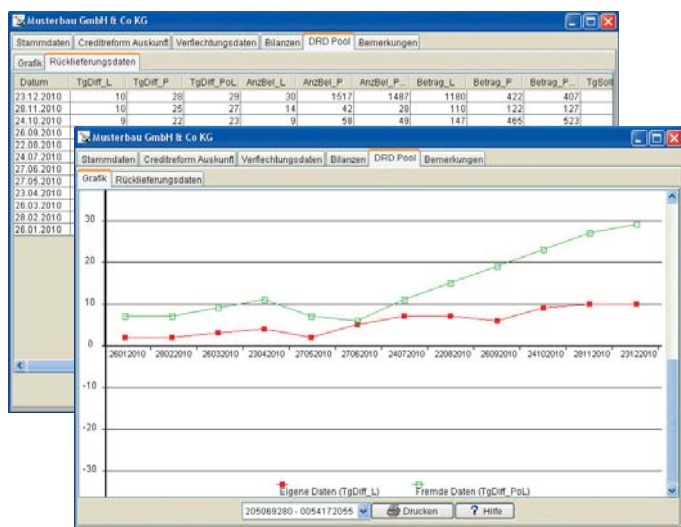 Musterbau GmbH & Co KG
Stammdaten Creditreform Auskunft Verflechtungsdaten Bilanzen DRD Pool Bemerkungen
Grafik Rücklieferungsdaten
Datum TgDiff_L TgDiff_P TgDiff_PoL AnzBel_L AnzBel_P AnzBel_P... Betrag_L Betrag_P Betrag_P... TgSoll
23.12.2010 10 28 29 30 1517 1487 1180 422 407
28.11.2010 10 25 27 14 42 28 110 122 127
24.10.2010 9 22 23 9 58 49 147 465 523
26.09.2010
22.08.2010
24.07.2010
27.06.2010
27.05.2010
23.04.2010
26.03.2010
28.02.2010
26.01.2010
Musterbau GmbH & Co KG
Stammdaten Creditreform Auskunft Verflechtungsdaten Bilanzen DRD Pool Bemerkungen
Grafik Rücklieferungsdaten
30
20
10
0
26012010 28022010 26032010 23042010 27052010 27062010 24072010 22082010 26092010 24102010 28112010 23122010
-10
-20
-30
Eigene Daten (TgDiff_L) Fremde Daten (TgDiff_PoL)
205069280 - 0054172055 Drucken ? Hilfe